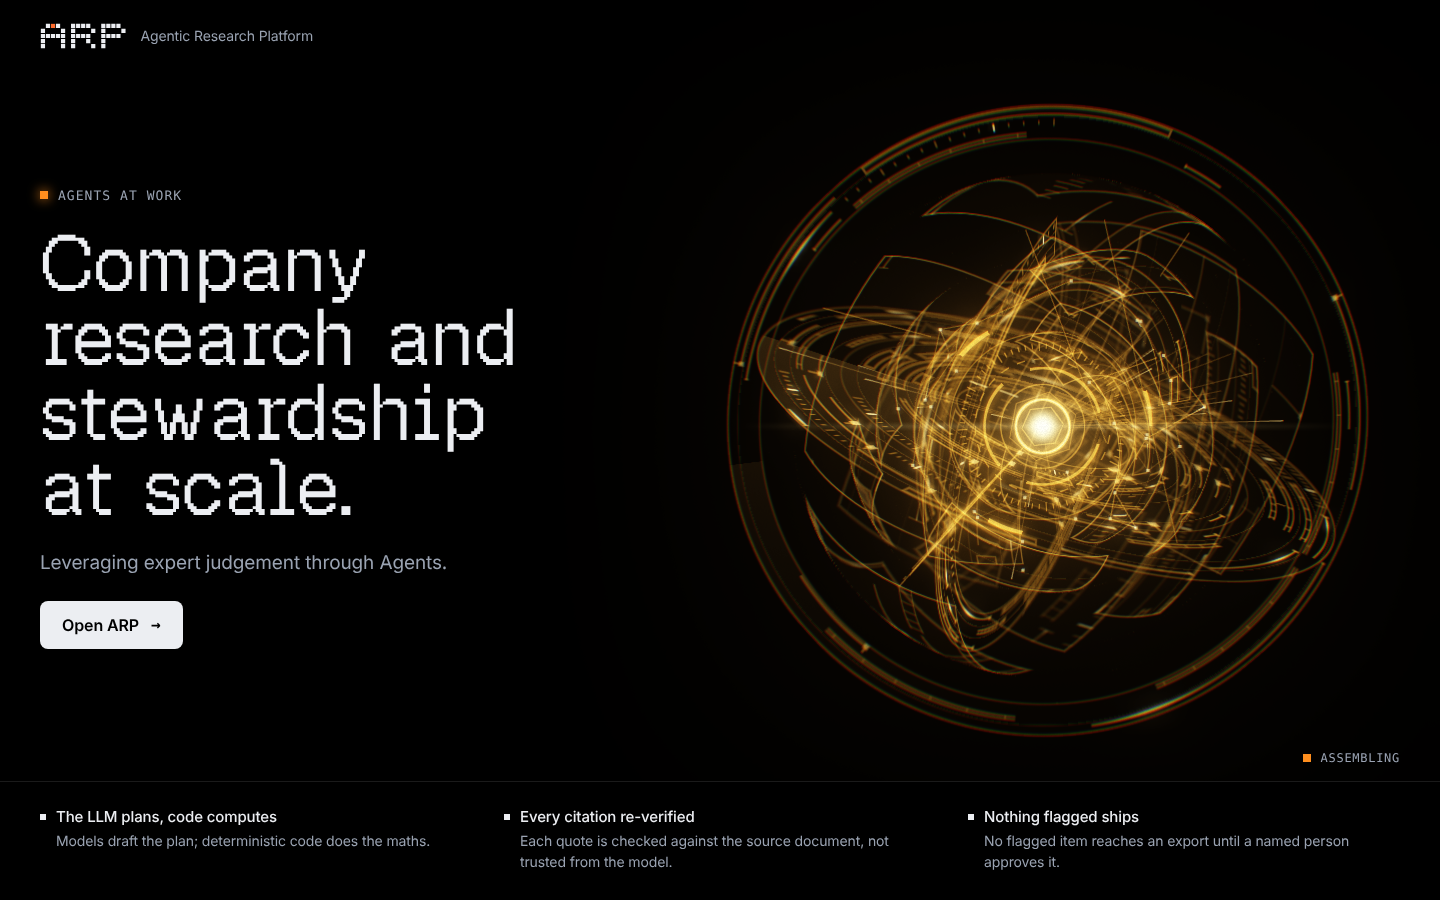 ARP Agentic Research Platform
AGENTS AT WORK
Company
research and
stewardship
at scale.
Leveraging expert judgement through Agents.
Open ARP →
ASSEMBLING
The LLM plans, code computes
Models draft the plan; deterministic code does the maths.
Every citation re-verified
Each quote is checked against the source document, not
trusted from the model.
Nothing flagged ships
No flagged item reaches an export until a named person
approves it.